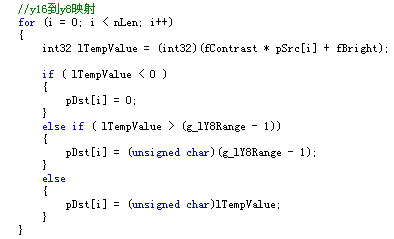 //y16到y8映射
for (i = 0; i < nLen; i++)
{
int32 lTempValue = (int32)(fContrast * pSrc[i] + fBright);
if ( lTempValue < 0 )
{
pDst[i] = 0;
}
else if ( lTempValue > (g_lY8Range - 1))
{
pDst[i] = (unsigned char)(g_lY8Range - 1);
}
else
{
pDst[i] = (unsigned char)lTempValue;
}
}